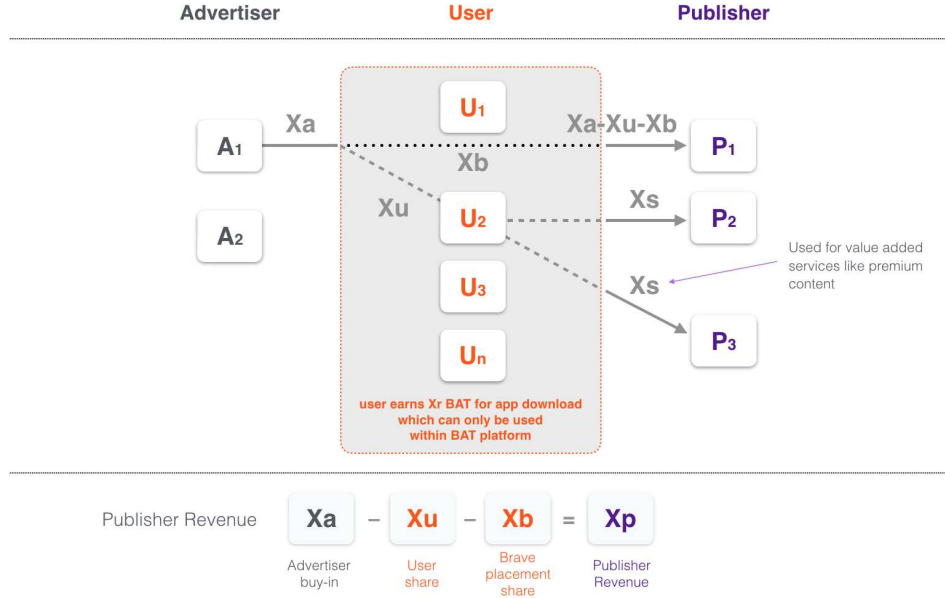 Advertiser User Publisher
U1
Xa Xa-Xu-Xb
A1 P1
Xb
Xu Xs
A2 U2 P2
Used for value added
services like premium
content
U3 Xs
Un P3
user earns Xr BAT for app download
which can only be used
within BAT platform
Publisher Revenue Xa – Xu – Xb = Xp
Advertiser
buy-in
User
share
Brave
placement
share
Publisher
Revenue